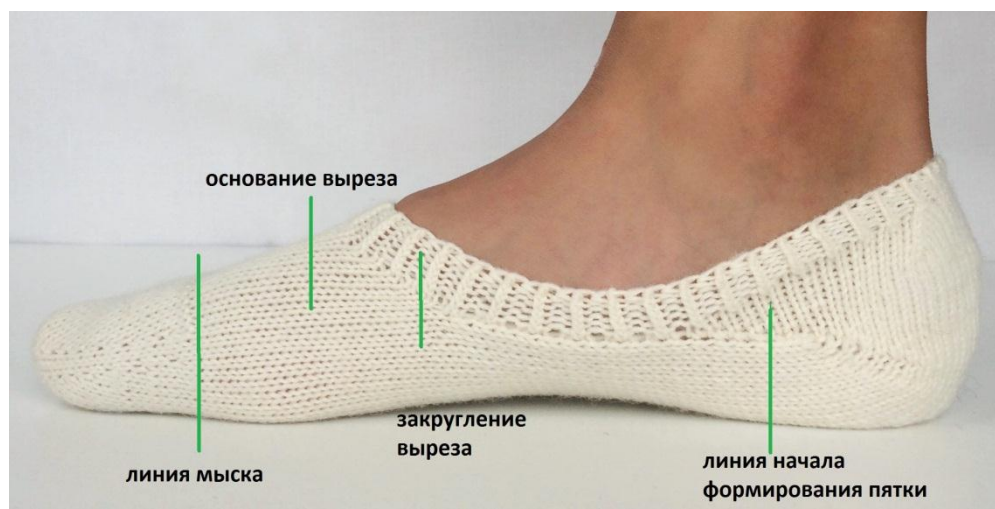 основание выреза
закругление
выреза
линия мыска
линия начала
формирования пятки